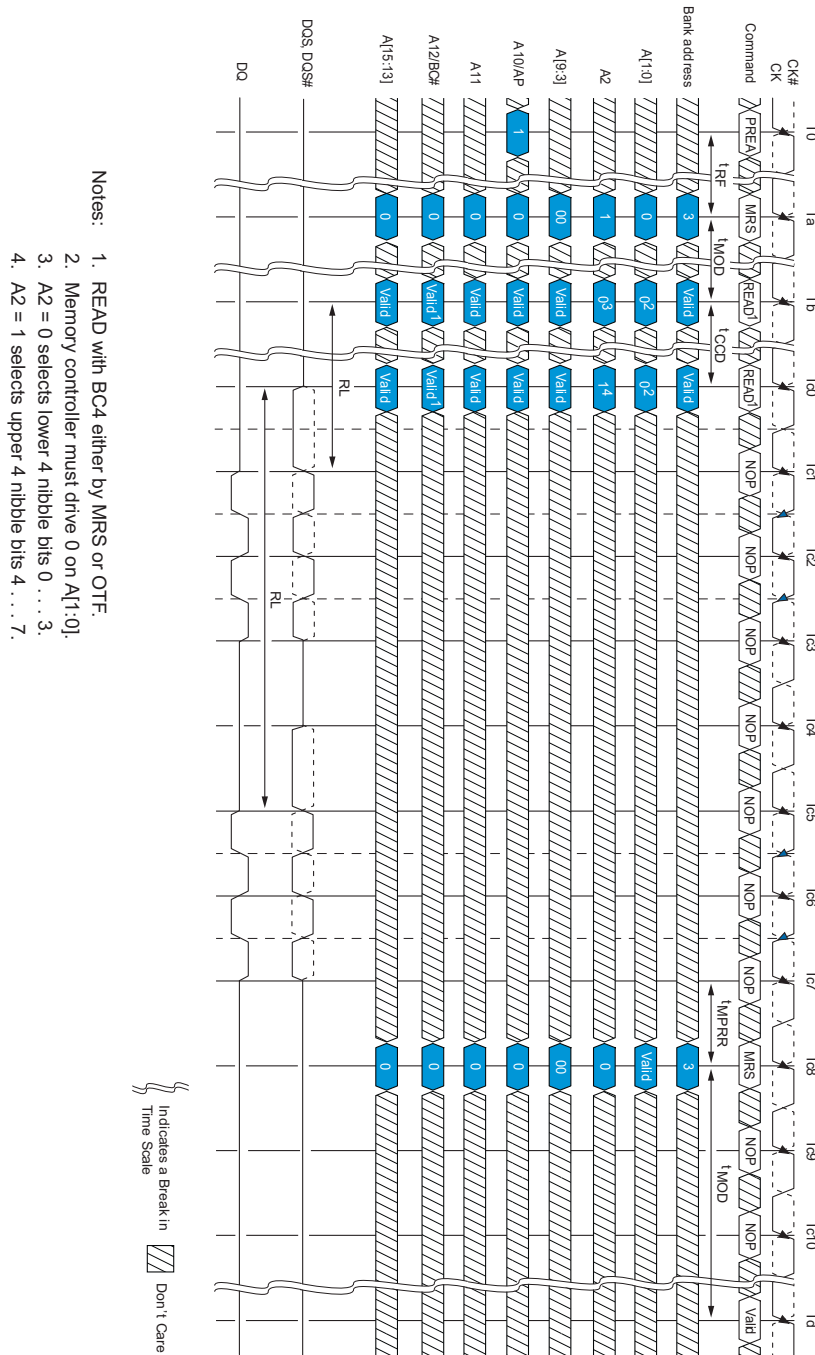 T0 Ta Tb Tc0 Tc1 Tc2 Tc3 Tc4 Tc5 Tc6 Tc7 Tc8 Tc9 Tc10 Td
CK#
CK
Command PREA MRS READ1 READ1 NOP NOP NOP NOP NOP NOP NOP MRS NOP NOP Valid
tRF tMOD tCCD tMPRR tMOD
Bank address 3 Valid Valid 3
A[1:0] 0 0² 0² Valid
A2 1 0³ 1⁴ 0
A[9:3] 00 Valid Valid 00
A10/AP 1 0 Valid Valid 0
A11 0 Valid Valid 0
A12/BC# 0 Valid¹ Valid¹ 0
A[15:13] 0 Valid Valid 0
RL
DQS, DQS#
RL
DQ
Indicates a Break in
Time Scale
Don't Care
Notes: 1. READ with BC4 either by MRS or OTF.
2. Memory controller must drive 0 on A[1:0].
3. A2 = 0 selects lower 4 nibble bits 0 . . . 3.
4. A2 = 1 selects upper 4 nibble bits 4 . . . 7.